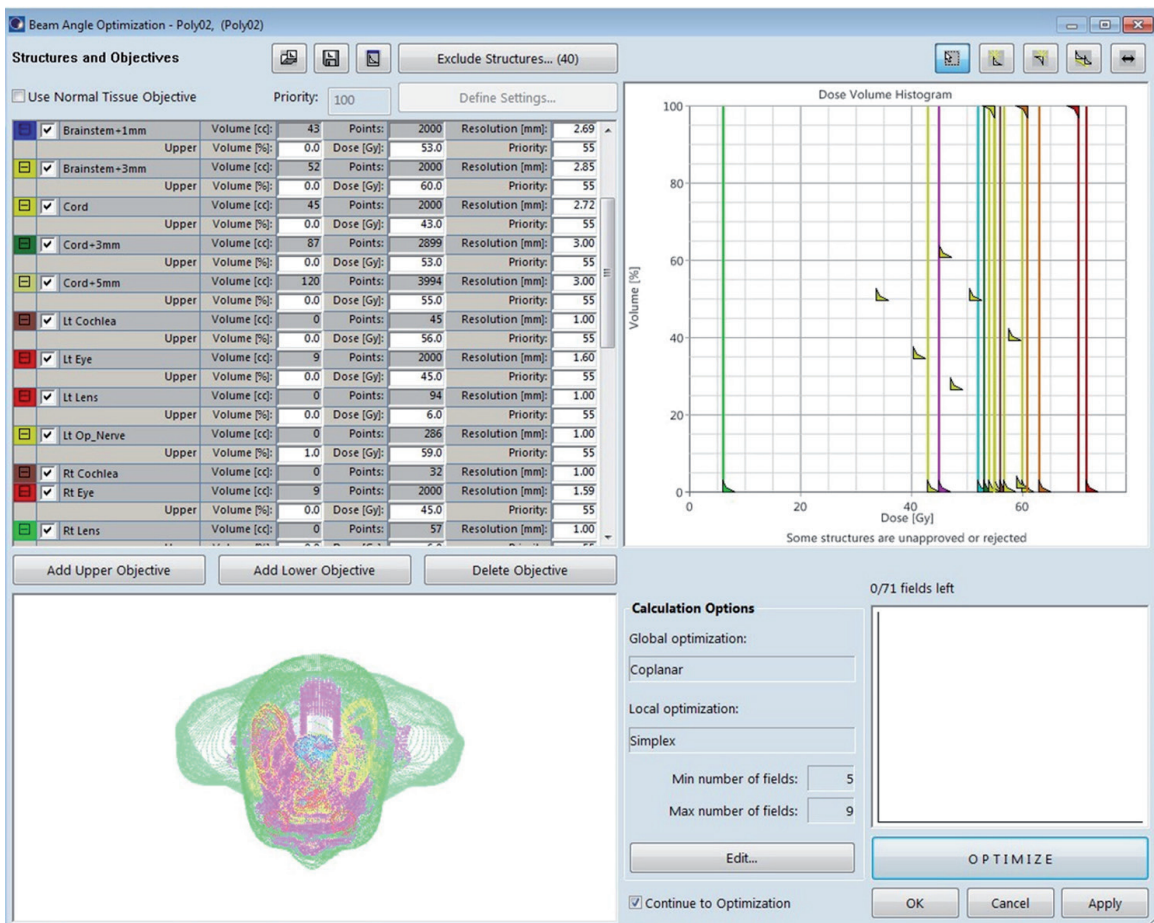 Beam Angle Optimization - Poly02, (Poly02)
Structures and Objectives
Exclude Structures... (40)
Use Normal Tissue Objective Priority: 100 Define Settings...
Brainstem+1mm Volume [cc]: 43 Points: 2000 Resolution [mm]: 2.69
Upper Volume [%]: 0.0 Dose [Gy]: 53.0 Priority: 55
Brainstem+3mm Volume [cc]: 52 Points: 2000 Resolution [mm]: 2.85
Upper Volume [%]: 0.0 Dose [Gy]: 60.0 Priority: 55
Cord Volume [cc]: 45 Points: 2000 Resolution [mm]: 2.72
Upper Volume [%]: 0.0 Dose [Gy]: 43.0 Priority: 55
Cord+3mm Volume [cc]: 87 Points: 2899 Resolution [mm]: 3.00
Upper Volume [%]: 0.0 Dose [Gy]: 53.0 Priority: 55
Cord+5mm Volume [cc]: 120 Points: 3994 Resolution [mm]: 3.00
Upper Volume [%]: 0.0 Dose [Gy]: 55.0 Priority: 55
Lt Cochlea Volume [cc]: 0 Points: 45 Resolution [mm]: 1.00
Upper Volume [%]: 0.0 Dose [Gy]: 56.0 Priority: 55
Lt Eye Volume [cc]: 9 Points: 2000 Resolution [mm]: 1.60
Upper Volume [%]: 0.0 Dose [Gy]: 45.0 Priority: 55
Lt Lens Volume [cc]: 0 Points: 94 Resolution [mm]: 1.00
Upper Volume [%]: 0.0 Dose [Gy]: 6.0 Priority: 55
Lt Op_Nerve Volume [cc]: 0 Points: 286 Resolution [mm]: 1.00
Upper Volume [%]: 1.0 Dose [Gy]: 59.0 Priority: 55
Rt Cochlea Volume [cc]: 0 Points: 32 Resolution [mm]: 1.00
Rt Eye Volume [cc]: 9 Points: 2000 Resolution [mm]: 1.59
Upper Volume [%]: 0.0 Dose [Gy]: 45.0 Priority: 55
Rt Lens Volume [cc]: 0 Points: 57 Resolution [mm]: 1.00
Add Upper Objective Add Lower Objective Delete Objective
Dose Volume Histogram
100
80
60
40
20
0
Volume [%]
0 20 40 60
Dose [Gy]
Some structures are unapproved or rejected
0/71 fields left
Calculation Options
Global optimization:
Coplanar
Local optimization:
Simplex
Min number of fields: 5
Max number of fields: 9
Edit...
OPTIMIZE
Continue to Optimization
OK Cancel Apply